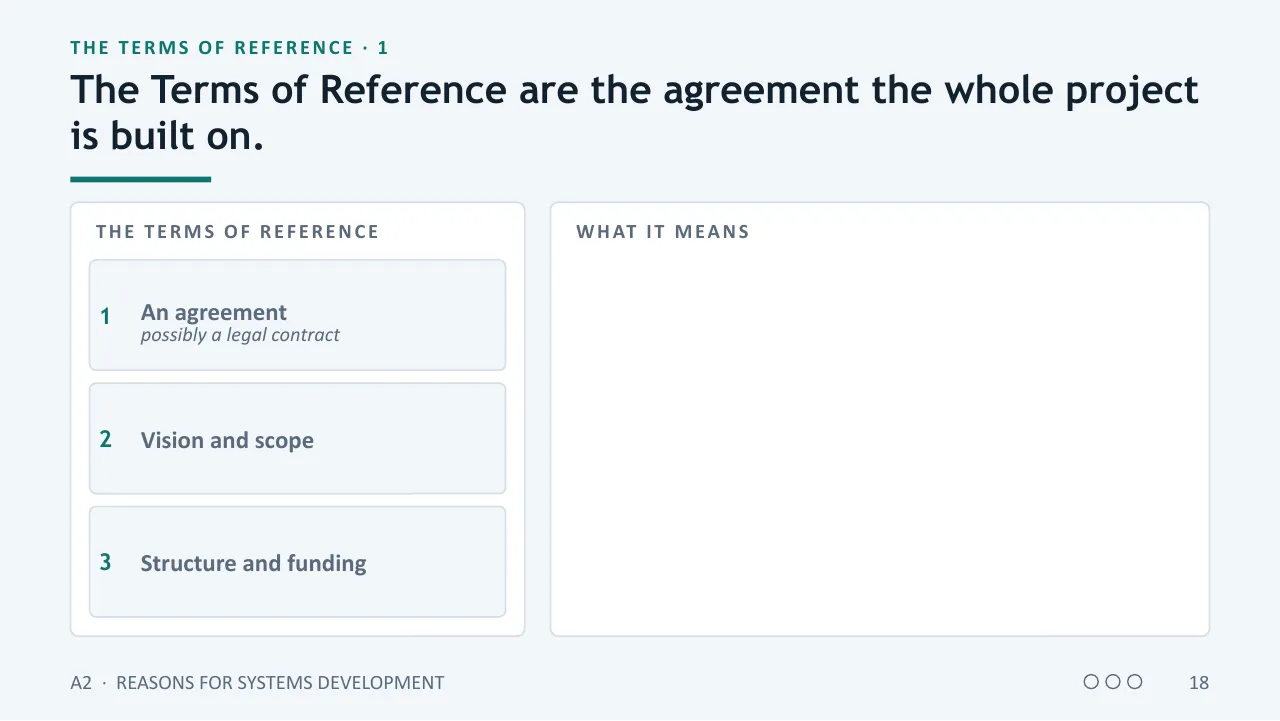 THE TERMS OF REFERENCE · 1
The Terms of Reference are the agreement the whole project
is built on.
THE TERMS OF REFERENCE
1
An agreement
possibly a legal contract
2
Vision and scope
3
Structure and funding
WHAT IT MEANS
A2 · REASONS FOR SYSTEMS DEVELOPMENT
18